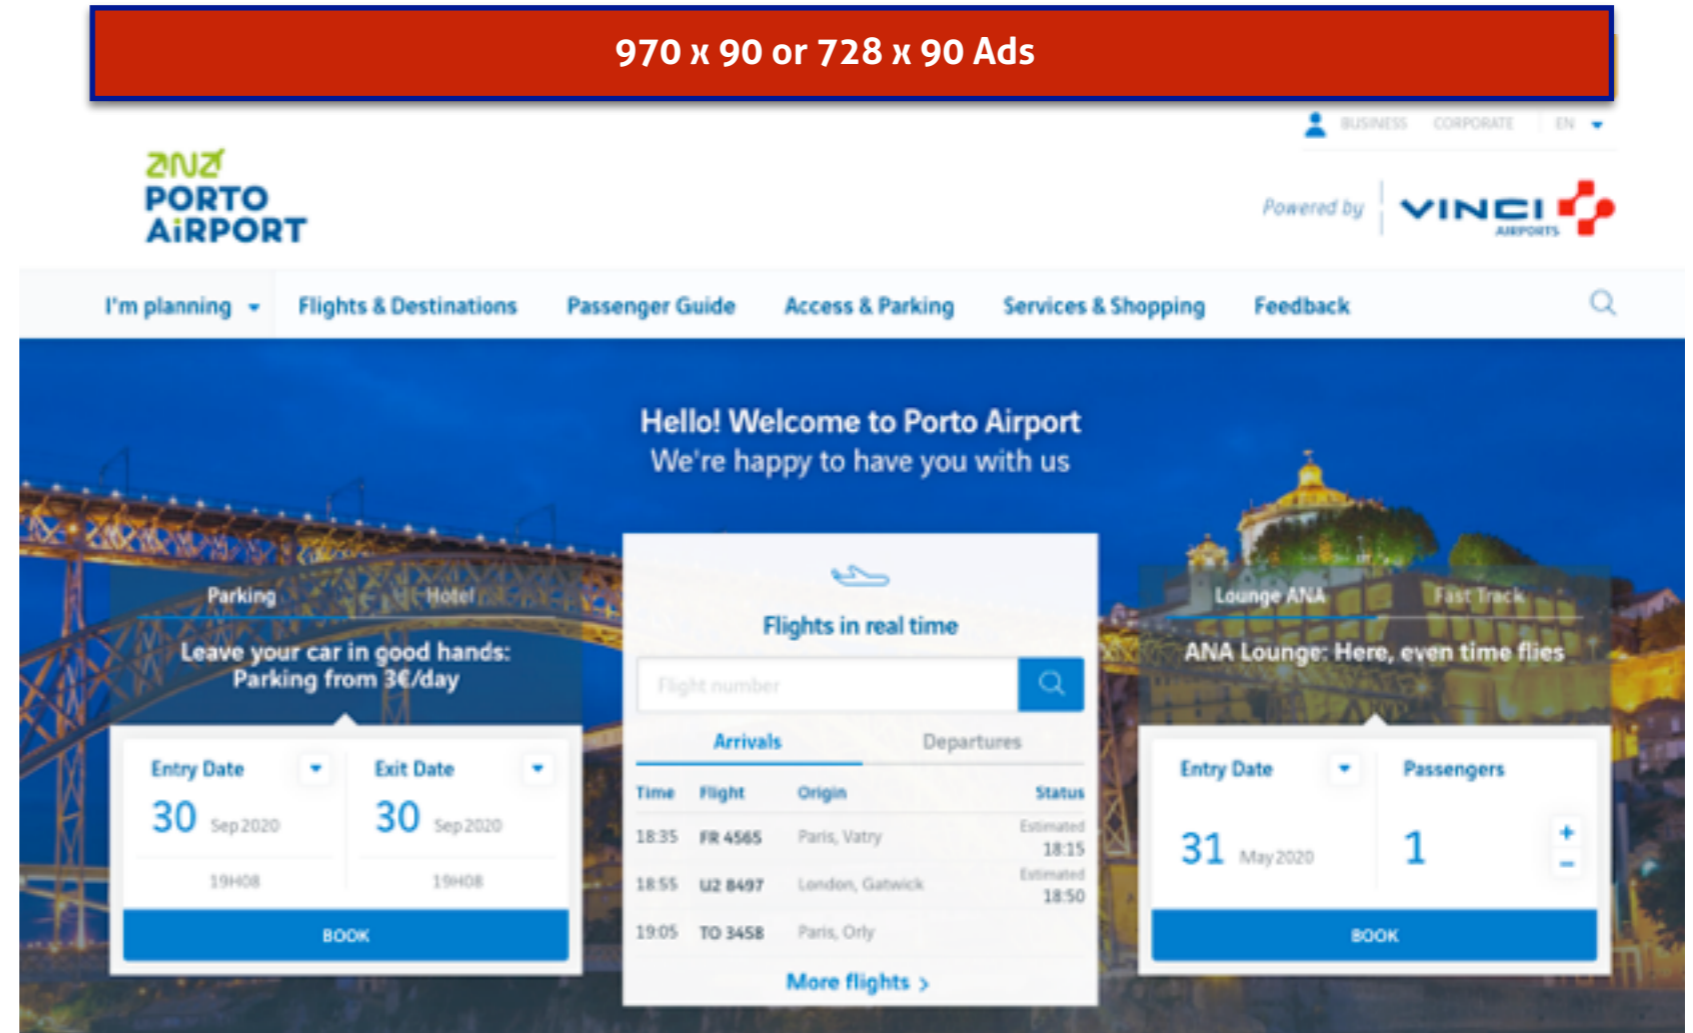 970 x 90 or 728 x 90 Ads
BUSINESS CORPORATE EN
ana
PORTO
AiRPORT
Powered by
VINCI
AIRPORTS
I'm planning Flights & Destinations Passenger Guide Access & Parking Services & Shopping Feedback
Hello! Welcome to Porto Airport
We're happy to have you with us
Parking Hotel
Leave your car in good hands:
Parking from 3€/day
Entry Date Exit Date
30 Sep 2020 30 Sep 2020
19H08 19H08
BOOK
Flights in real time
Flight number
Arrivals Departures
Time Flight Origin Status
18:35 FR 4565 Paris, Vatry Estimated
18:15
18:55 U2 8497 London, Gatwick Estimated
18:50
19:05 TO 3458 Paris, Orly
More flights >
Lounge ANA Fast Track
ANA Lounge: Here, even time flies
Entry Date Passengers
31 May 2020 1
+
−
BOOK